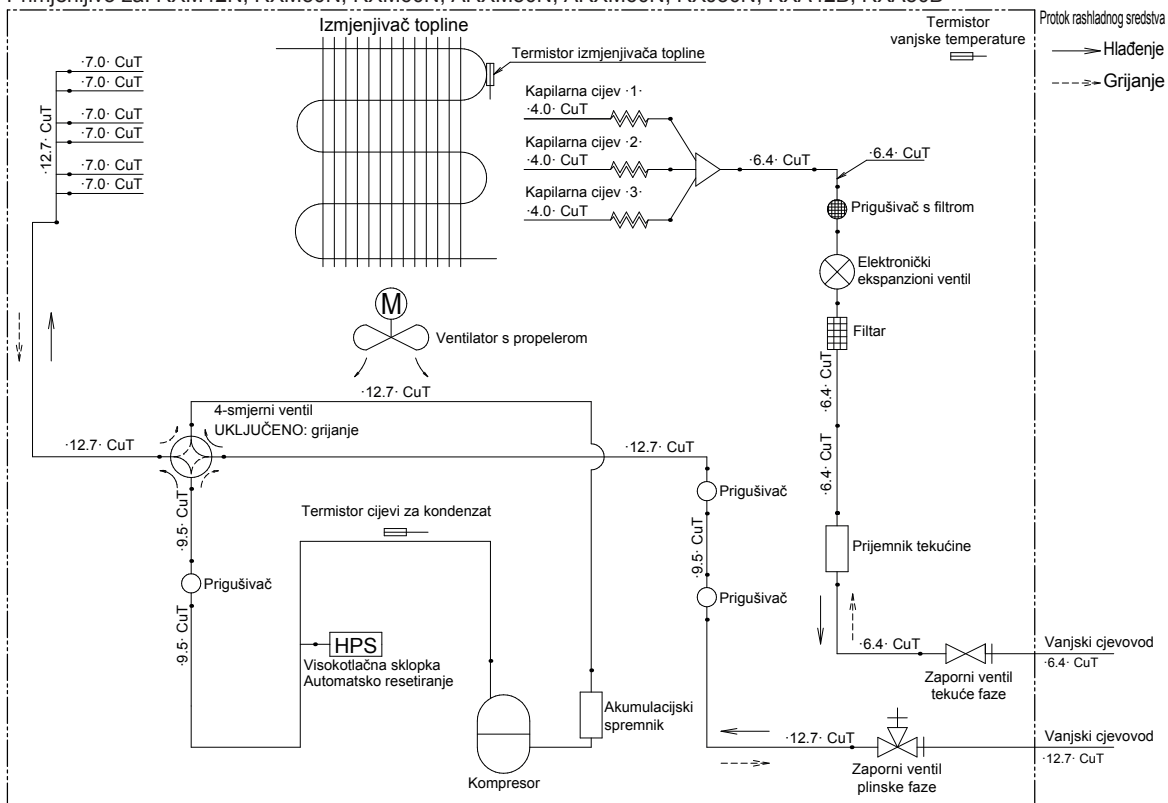 Izmjenjivač topline
Termistor izmjenjivača topline
Termistor
vanjske temperature
Protok rashladnog sredstva
Hlađenje
Grijanje
·7.0· CuT
·7.0· CuT
·7.0· CuT
·7.0· CuT
·7.0· CuT
·7.0· CuT
·12.7· CuT
Kapilarna cijev ·1·
·4.0· CuT
Kapilarna cijev ·2·
·4.0· CuT
Kapilarna cijev ·3·
·4.0· CuT
·6.4· CuT
·6.4· CuT
Prigušivač s filtrom
Elektronički
ekspanzioni ventil
Filtar
·6.4· CuT
·6.4· CuT
M
Ventilator s propelerom
·12.7· CuT
4-smjerni ventil
UKLJUČENO: grijanje
·12.7· CuT
·12.7· CuT
·9.5· CuT
Prigušivač
·9.5· CuT
Termistor cijevi za kondenzat
HPS
Visokotlačna sklopka
Automatsko resetiranje
Kompresor
Akumulacijski
spremnik
Prigušivač
·9.5· CuT
Prigušivač
Prijemnik tekućine
·6.4· CuT
Zaporni ventil
tekuće faze
Vanjski cjevovod
·6.4· CuT
·12.7· CuT
Zaporni ventil
plinske faze
Vanjski cjevovod
·12.7· CuT